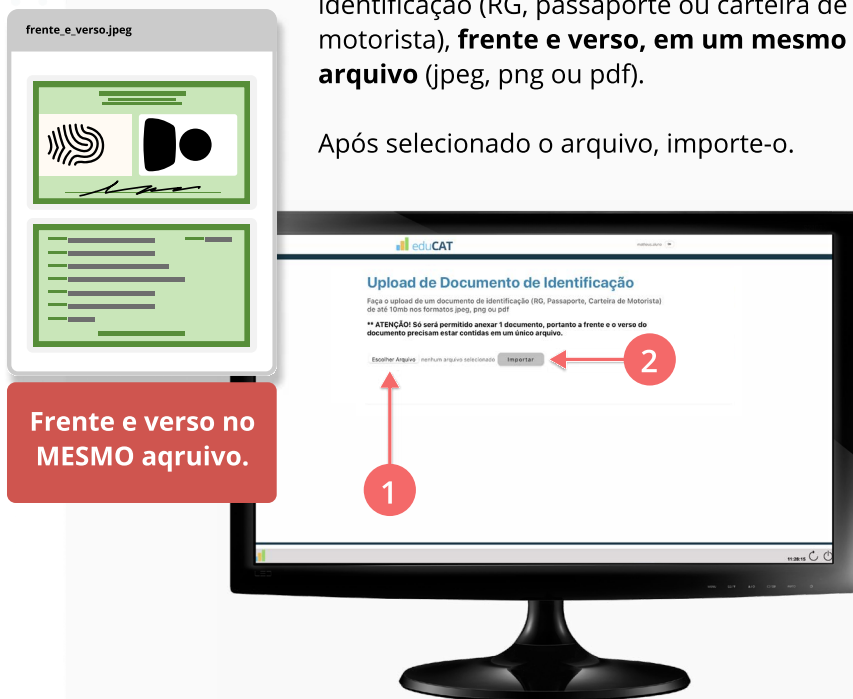 frente_e_verso.jpeg
identificação (RG, passaporte ou carteira de
motorista), frente e verso, em um mesmo
arquivo (jpeg, png ou pdf).
Após selecionado o arquivo, importe-o.
eduCAT
Upload de Documento de Identificação
Faça o upload de um documento de identificação (RG, Passaporte, Carteira de Motorista)
de até 10mb nos formatos jpeg, png ou pdf
** ATENÇÃO! Só será permitido anexar 1 documento, portanto a frente e o verso do
documento precisam estar contidas em um único arquivo.
Escolher Arquivo nenhum arquivo selecionado Importar
2
Frente e verso no
MESMO aqruivo.
1
11:28:15